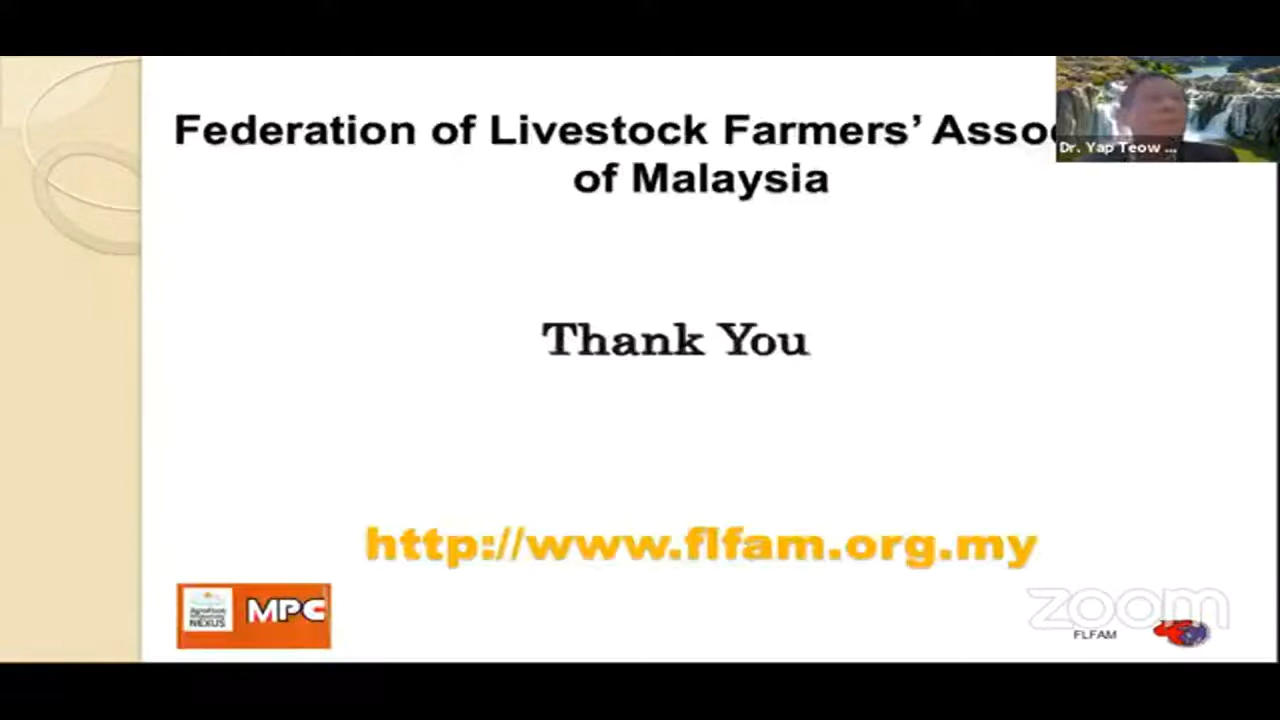 Federation of Livestock Farmers’ Asso
of Malaysia
Dr. Yap Teow ...
Thank You
http://www.flfam.org.my
NEXUS
MPC
zoom
FLFAM